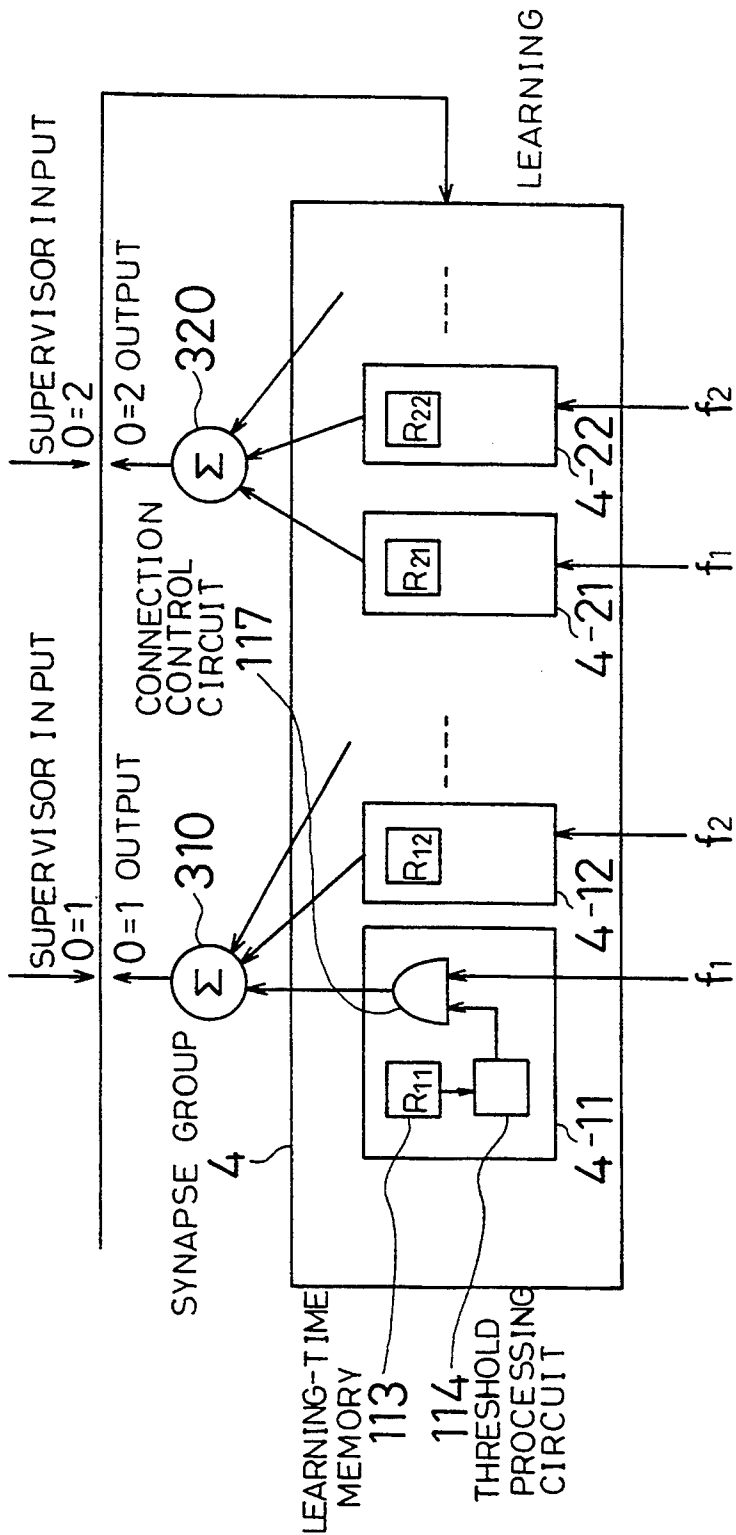 SUPERVISOR INPUT
0=1
0=1 OUTPUT
SUPERVISOR INPUT
0=2
0=2 OUTPUT
SYNAPSE GROUP
4
Σ
310
CONNECTION
CONTROL
CIRCUIT
117
Σ
320
LEARNING-TIME
MEMORY
113
114
THRESHOLD
PROCESSING
CIRCUIT
R11
R12
R21
R22
4-11
4-12
4-21
4-22
f1
f2
f1
f2
LEARNING